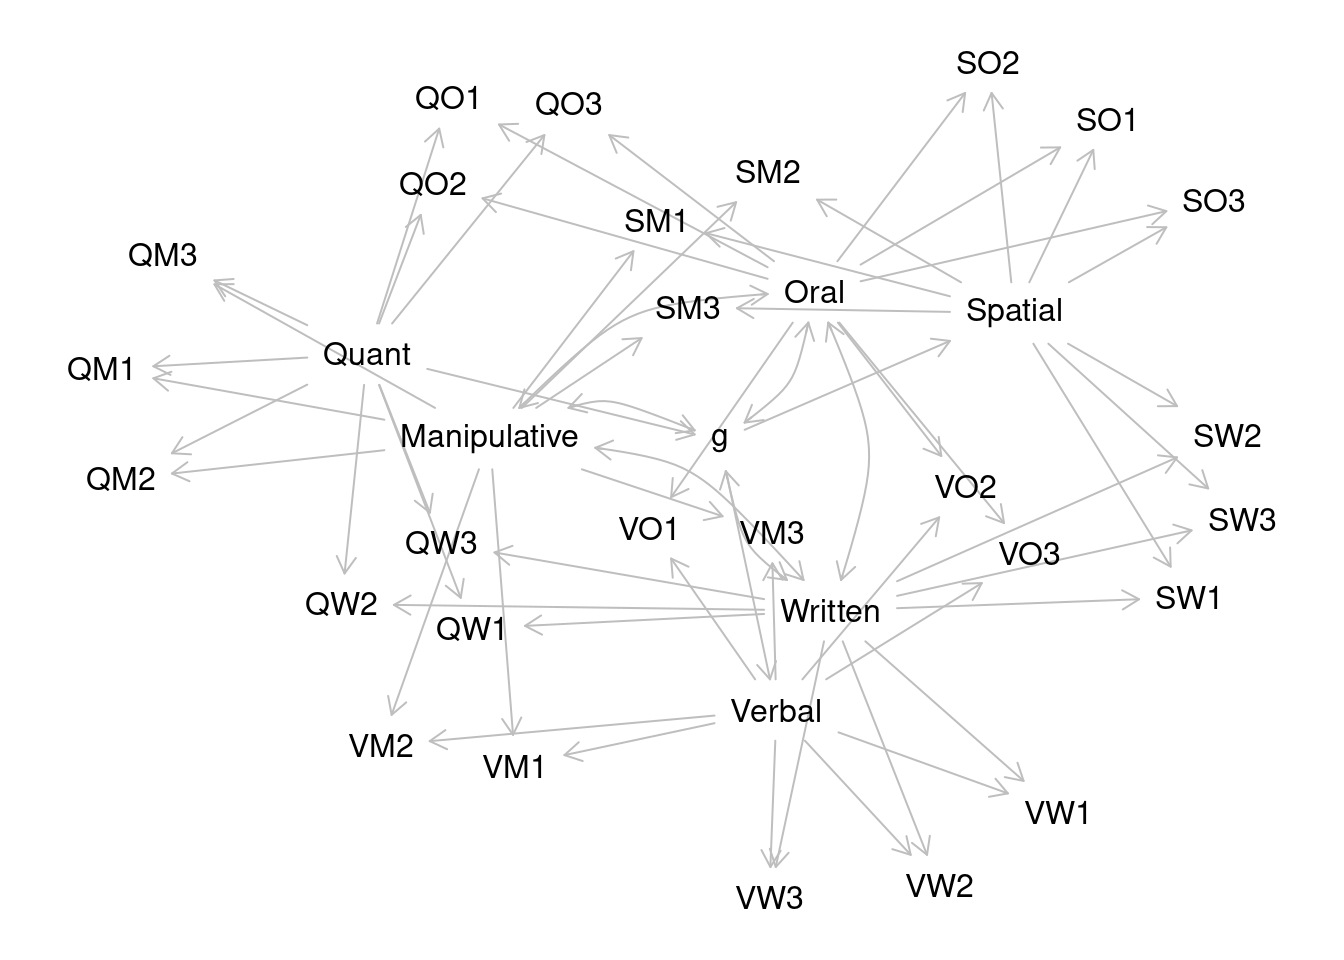 SO2
QO1
QO3
SO1
SM2
QO2
SO3
SM1
QM3
Oral
SM3
Spatial
Quant
QM1
Manipulative
g
SW2
QM2
VO2
SW3
VO1
VM3
QW3
VO3
SW1
QW2
Written
QW1
Verbal
VM2
VM1
VW1
VW2
VW3